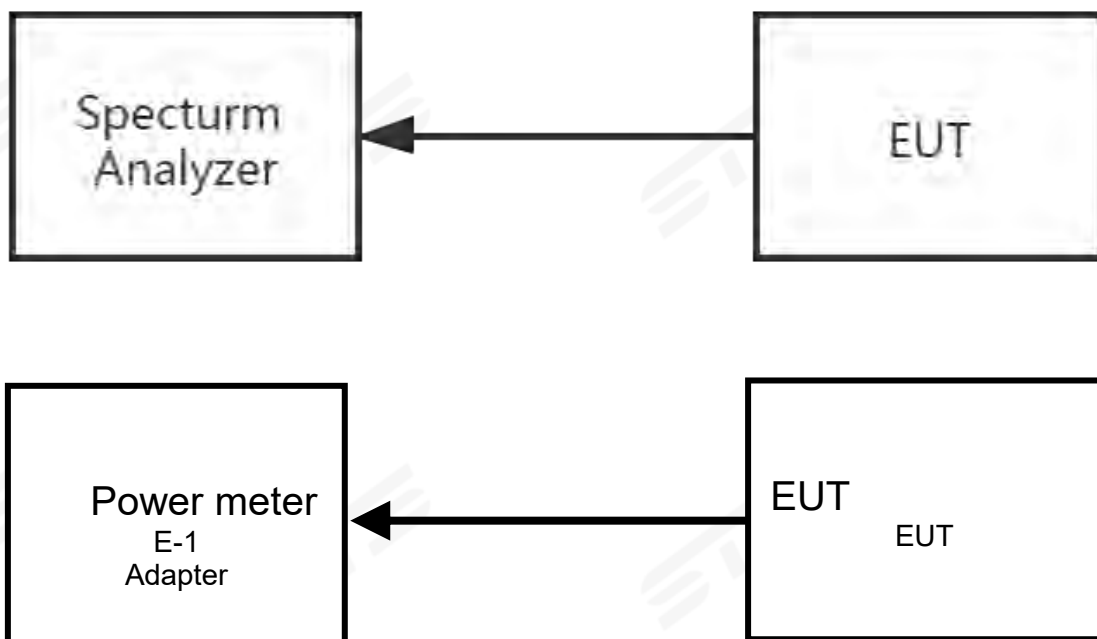 Specturm
Analyzer
EUT
Power meter
E-1
Adapter
EUT
EUT